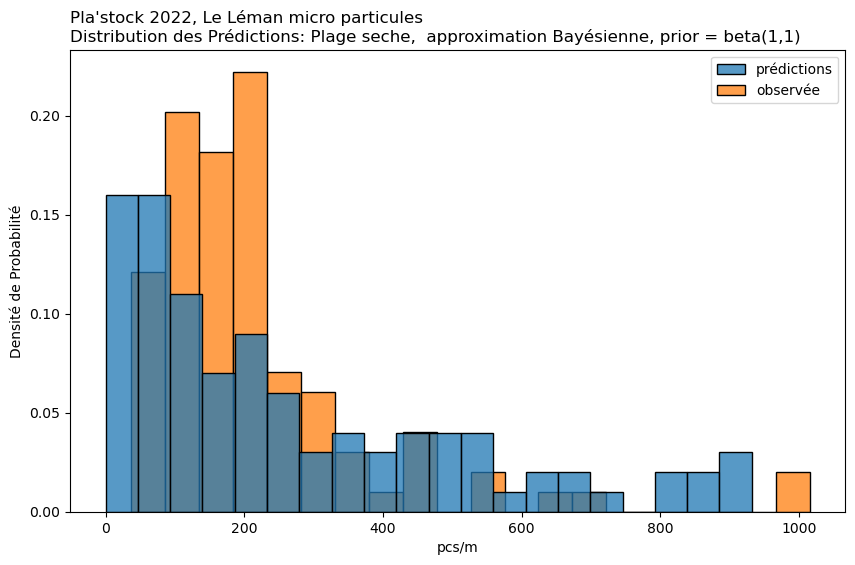 Pla'stock 2022, Le Léman micro particules
Distribution des Prédictions: Plage seche,  approximation Bayésienne, prior = beta(1,1)
prédictions
observée
Densité de Probabilité
0.20
0.15
0.10
0.05
0.00
0 200 400 600 800 1000
pcs/m